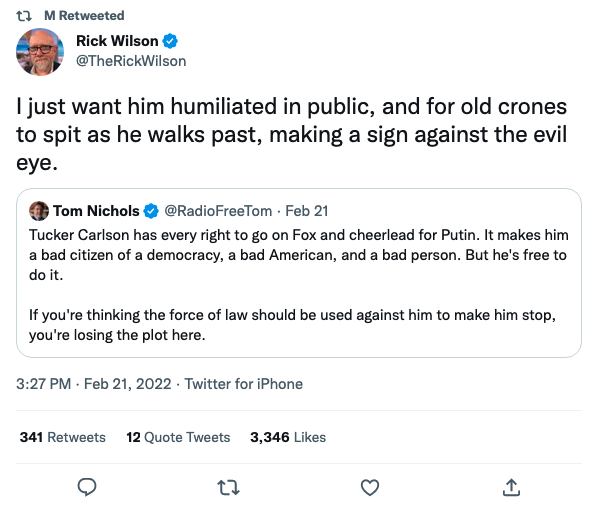 M Retweeted
Rick Wilson
@TheRickWilson
I just want him humiliated in public, and for old crones
to spit as he walks past, making a sign against the evil
eye.
Tom Nichols @RadioFreeTom · Feb 21
Tucker Carlson has every right to go on Fox and cheerlead for Putin. It makes him
a bad citizen of a democracy, a bad American, and a bad person. But he's free to
do it.
If you're thinking the force of law should be used against him to make him stop,
you're losing the plot here.
3:27 PM · Feb 21, 2022 · Twitter for iPhone
341 Retweets 12 Quote Tweets 3,346 Likes